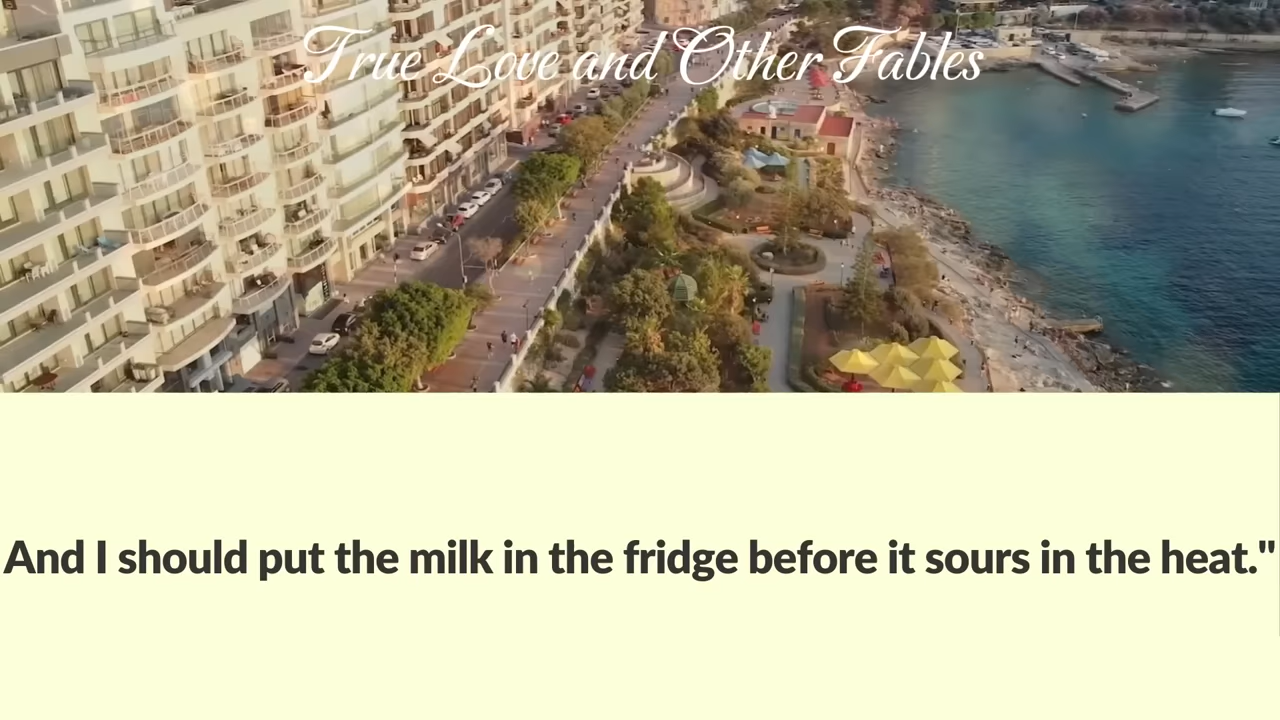 True Love and Other Fables
And I should put the milk in the fridge before it sours in the heat."